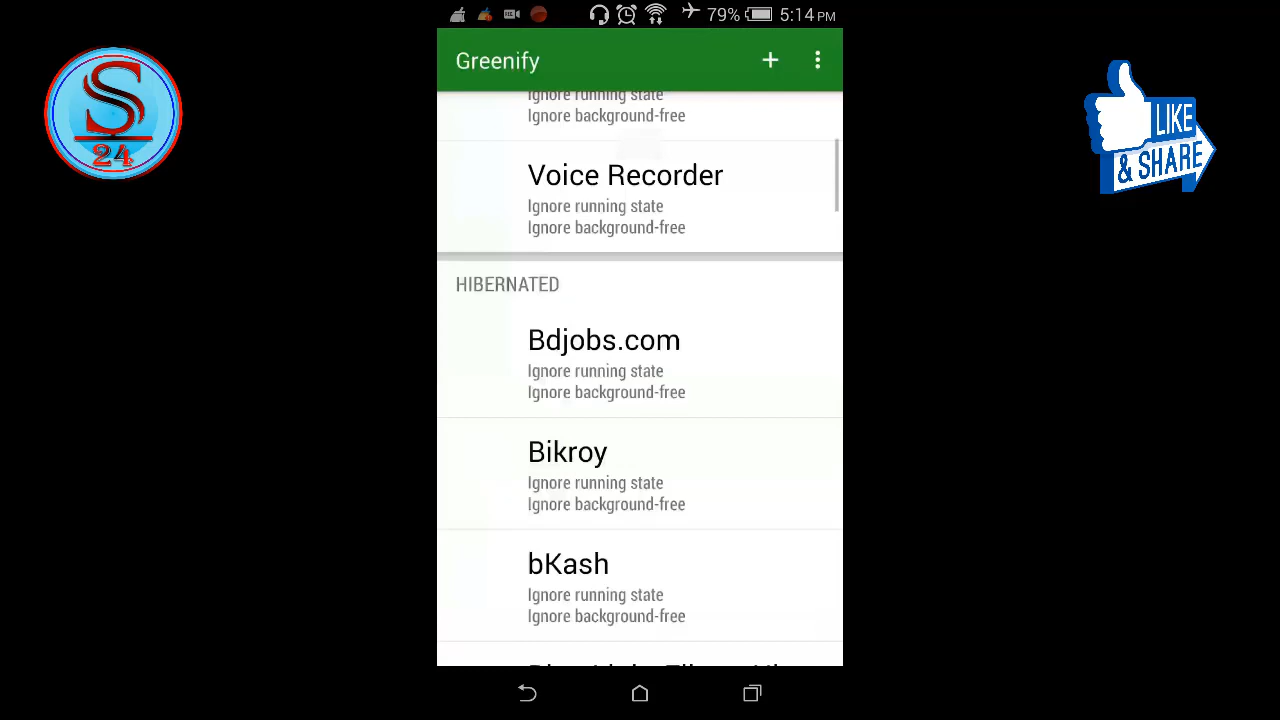 79% 5:14 PM
Greenify
Ignore running state
Ignore background-free
Voice Recorder
Ignore running state
Ignore background-free
HIBERNATED
Bdjobs.com
Ignore running state
Ignore background-free
Bikroy
Ignore running state
Ignore background-free
bKash
Ignore running state
Ignore background-free
S
24
LIKE
& SHARE